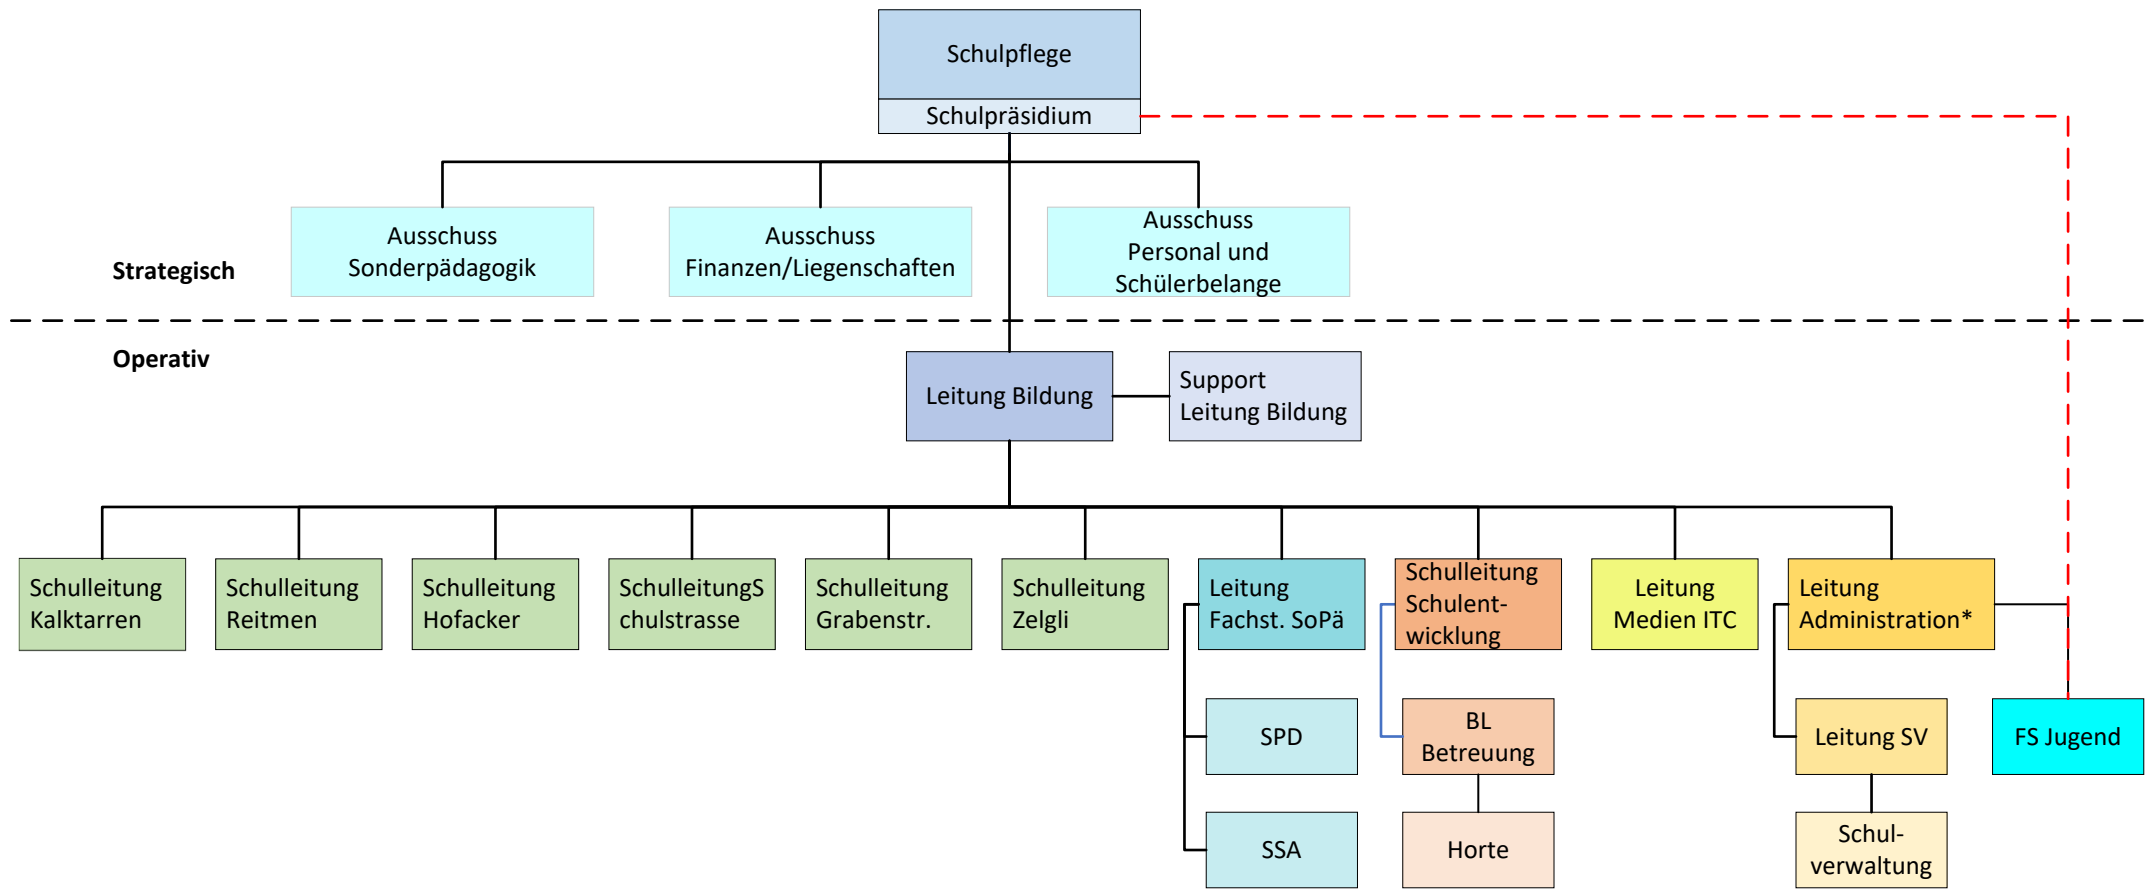 Schulpflege
Schulpräsidium
Ausschuss
Sonderpädagogik
Ausschuss
Finanzen/Liegenschaften
Ausschuss
Personal und
Schülerbelange
Strategisch
Operativ
Leitung Bildung
Support
Leitung Bildung
Schulleitung
Kalktarren
Schulleitung
Reitmen
Schulleitung
Hofacker
SchulleitungS
chulstrasse
Schulleitung
Grabenstr.
Schulleitung
Zelgli
Leitung
Fachst. SoPä
Schulleitung
Schulent-
wicklung
Leitung
Medien ITC
Leitung
Administration*
SPD
BL
Betreuung
Leitung SV
FS Jugend
SSA
Horte
Schul-
verwaltung